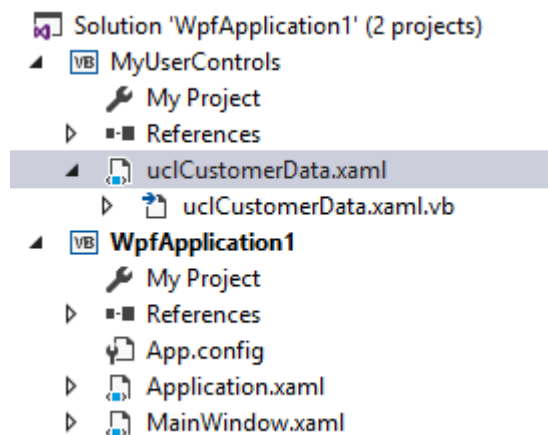 Solution 'WpfApplication1' (2 projects)
VB MyUserControls
My Project
References
uclCustomerData.xaml
uclCustomerData.xaml.vb
VB WpfApplication1
My Project
References
App.config
Application.xaml
MainWindow.xaml